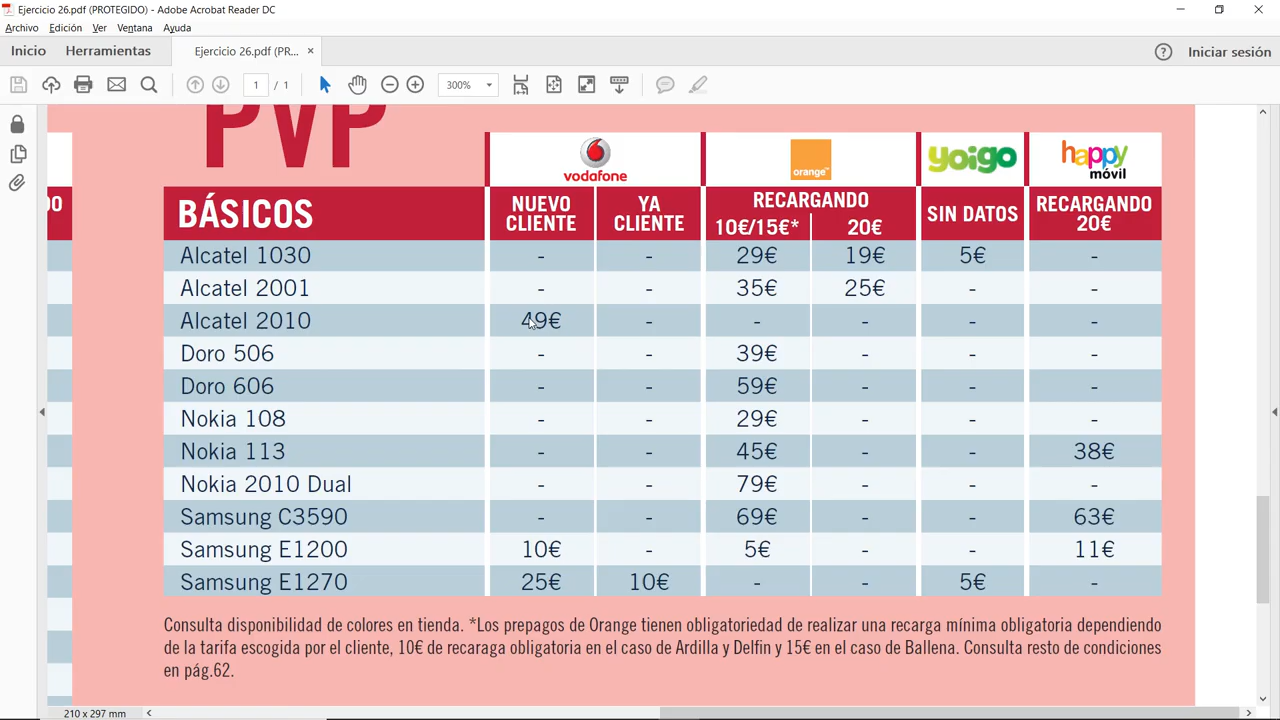 Ejercicio 26.pdf (PROTEGIDO) - Adobe Acrobat Reader DC
Archivo Edición Ver Ventana Ayuda
Inicio Herramientas Ejercicio 26.pdf (PR... × Iniciar sesión
1 / 1 300%
PVP
vodafone orange yoigo happy móvil
DO BÁSICOS NUEVO CLIENTE YA CLIENTE RECARGANDO 10€/15€* 20€ SIN DATOS RECARGANDO 20€
Alcatel 1030 - - 29€ 19€ 5€ -
Alcatel 2001 - - 35€ 25€ - -
Alcatel 2010 49€ - - - - -
Doro 506 - - 39€ - - -
Doro 606 - - 59€ - - -
Nokia 108 - - 29€ - - -
Nokia 113 - - 45€ - - 38€
Nokia 2010 Dual - - 79€ - - -
Samsung C3590 - - 69€ - - 63€
Samsung E1200 10€ - 5€ - - 11€
Samsung E1270 25€ 10€ - - 5€ -
Consulta disponibilidad de colores en tienda. *Los prepagos de Orange tienen obligatoriedad de realizar una recarga mínima obligatoria dependiendo
de la tarifa escogida por el cliente, 10€ de recaraga obligatoria en el caso de Ardilla y Delfin y 15€ en el caso de Ballena. Consulta resto de condiciones
en pág.62.
210 x 297 mm